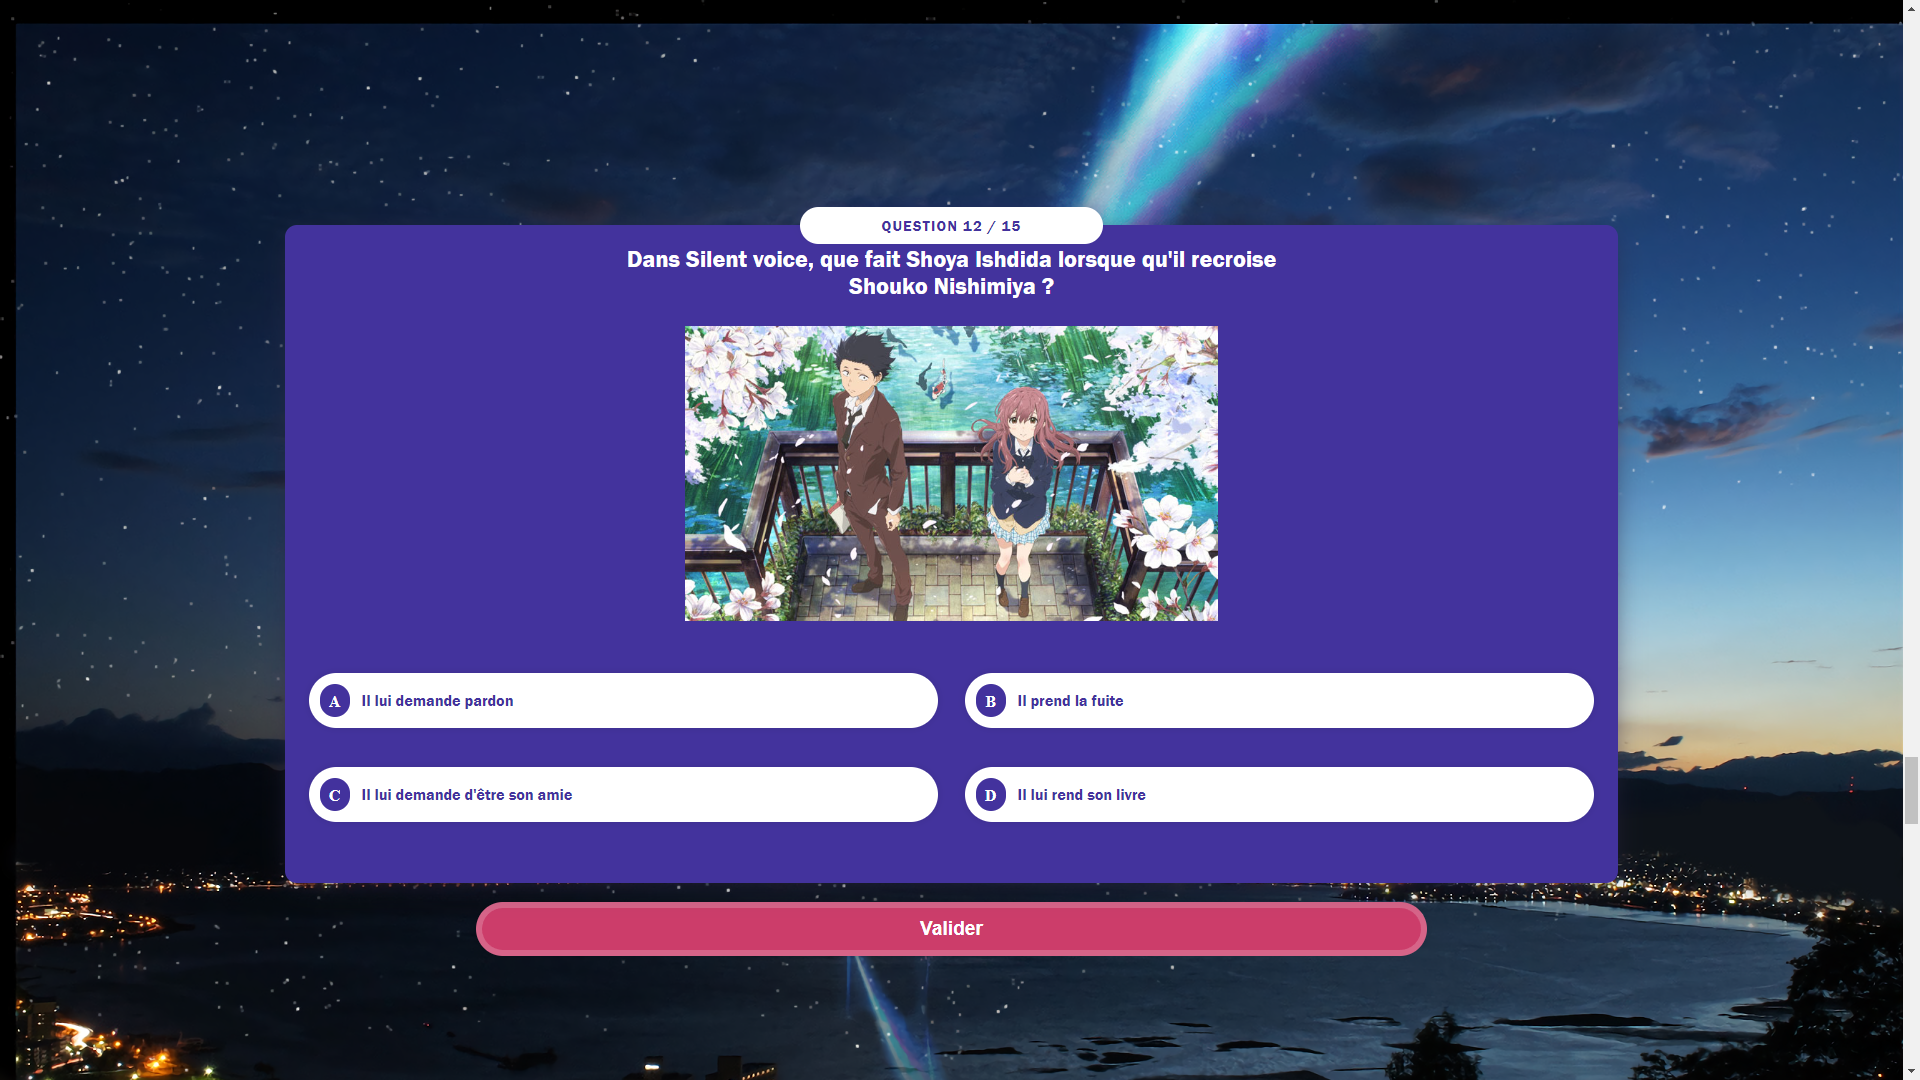 QUESTION 12 / 15
Dans Silent voice, que fait Shoya Ishdida lorsque qu'il recroise
Shouko Nishimiya ?
A Il lui demande pardon
B Il prend la fuite
C Il lui demande d'être son amie
D Il lui rend son livre
Valider